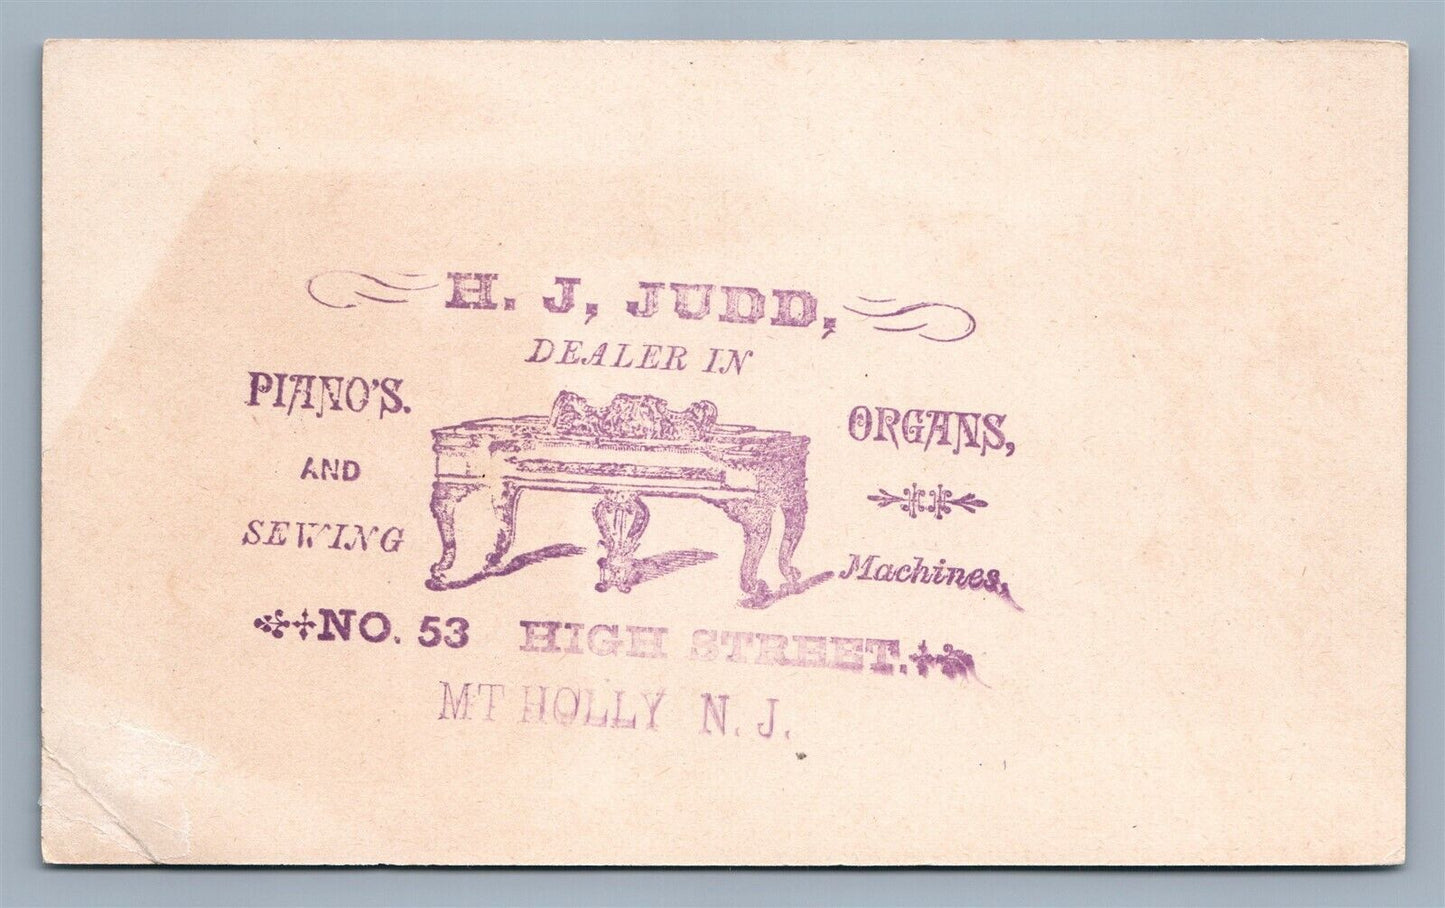 H. J, JUDD,
DEALER IN
PIANO'S. ORGANS,
AND
SEWING Machines,
NO. 53 HIGH STREET.
MT HOLLY N. J.